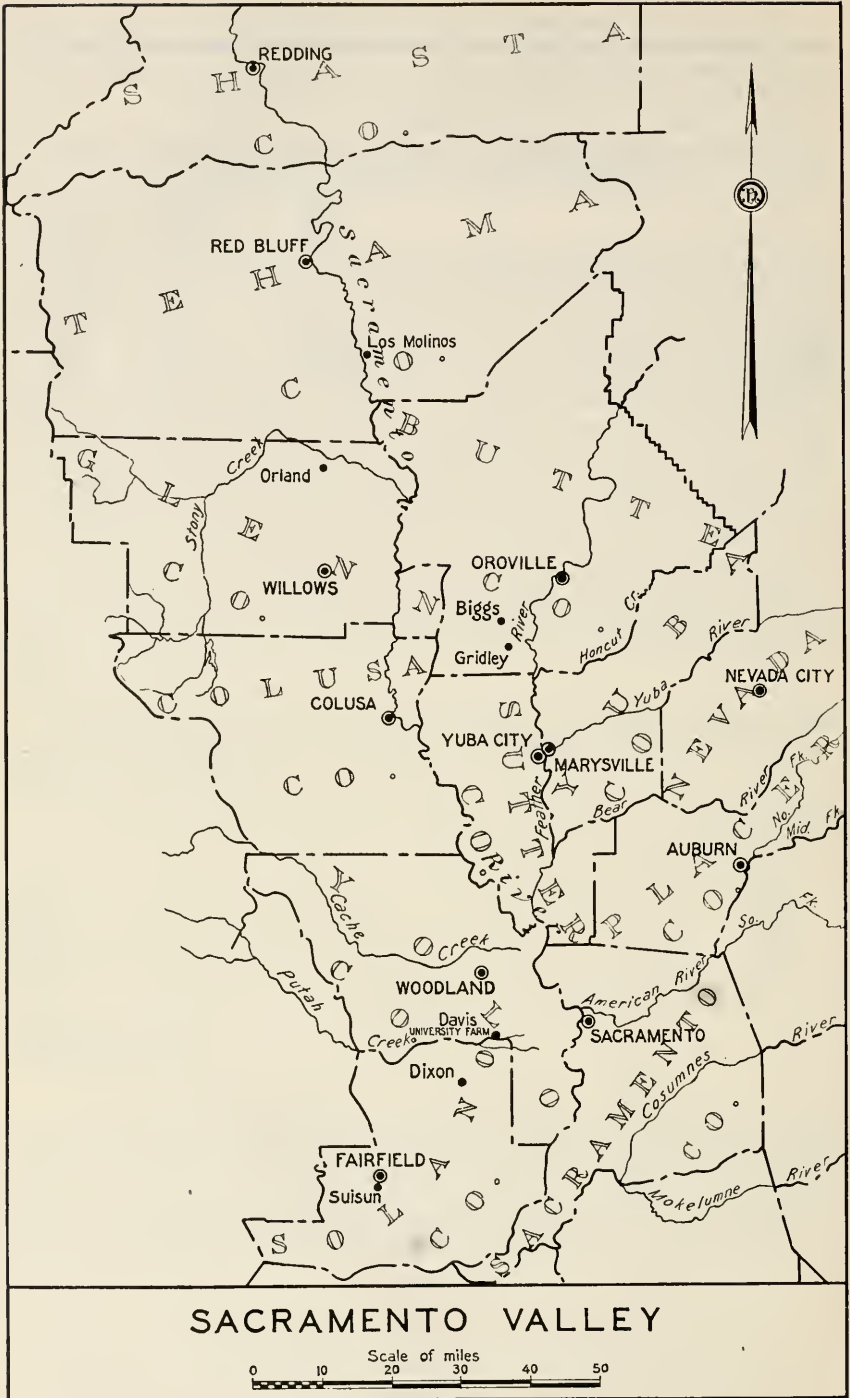 SHASTA CO.
REDDING
TEHAMA CO.
RED BLUFF
Sacramento River
Los Molinos
GLENN CO.
Stony Creek
Orland
WILLOWS
BUTTE CO.
OROVILLE
Biggs
Gridley
Feather River
Honcut Cr.
COLUSA CO.
COLUSA
SUTTER CO.
YUBA CITY
YUBA CO.
MARYSVILLE
Yuba River
Bear River
NEVADA
NEVADA CITY
PLACER CO.
AUBURN
No. Fk.
Mid. Fk.
So. Fk.
American River
YOLO CO.
Cache Creek
WOODLAND
Davis
UNIVERSITY FARM
Putah Creek
SACRAMENTO CO.
SACRAMENTO
Cosumnes River
Mokelumne River
SOLANO CO.
Dixon
FAIRFIELD
Suisun
SACRAMENTO VALLEY
Scale of miles
0 10 20 30 40 50